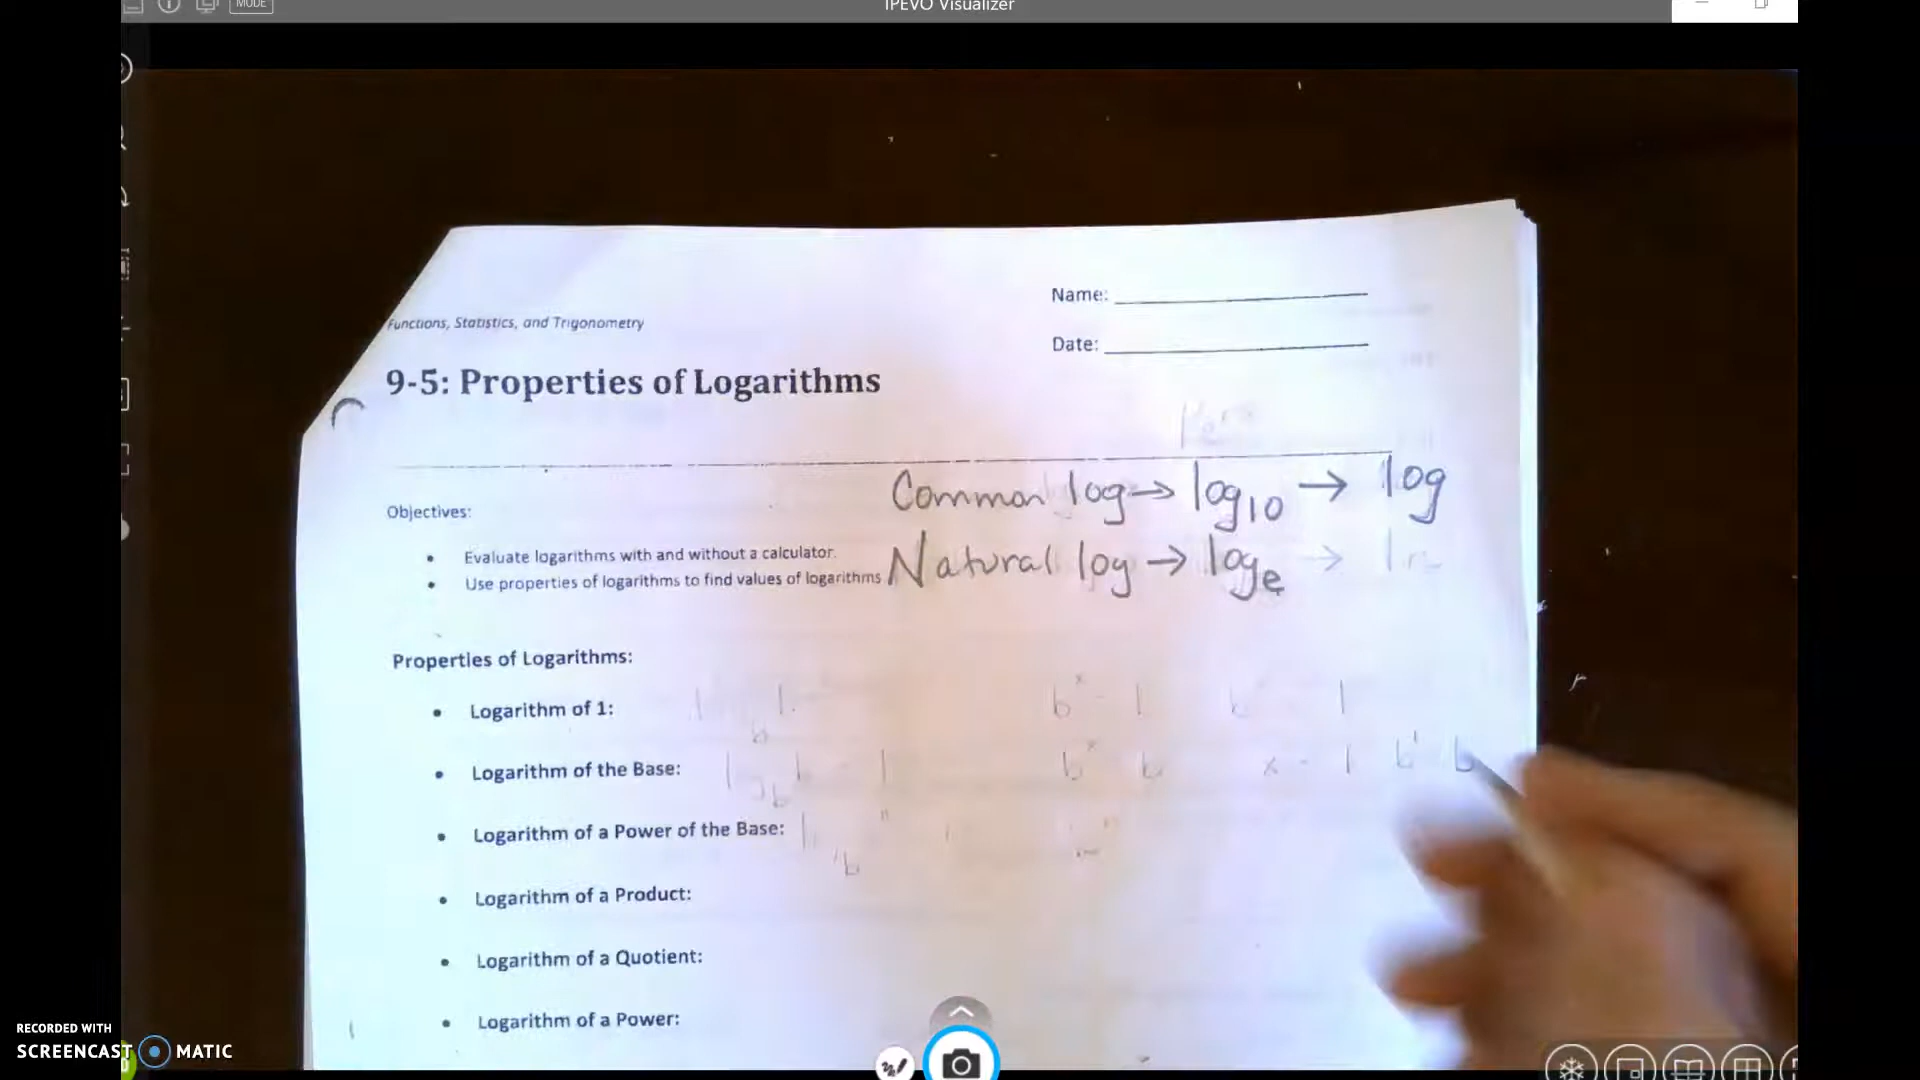 IPEVO Visualizer
MODE
Name:
Functions, Statistics, and Trigonometry
Date:
9-5: Properties of Logarithms
Common log → log₁₀ → log
Objectives:
Natural log → logₑ → ln
• Evaluate logarithms with and without a calculator.
• Use properties of logarithms to find values of logarithms
Properties of Logarithms:
• Logarithm of 1:
• Logarithm of the Base:
• Logarithm of a Power of the Base:
• Logarithm of a Product:
• Logarithm of a Quotient:
• Logarithm of a Power:
RECORDED WITH
SCREENCAST MATIC